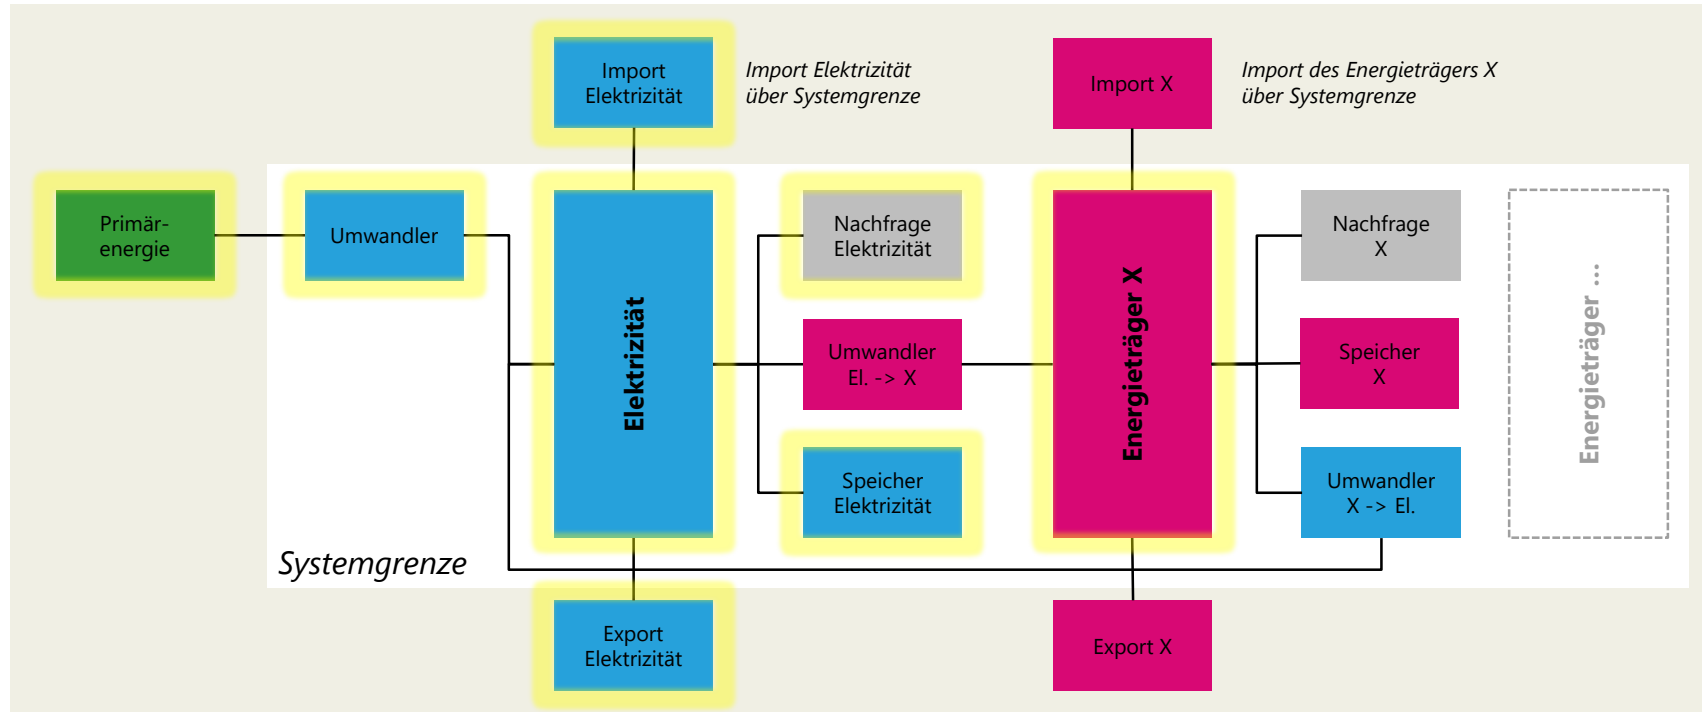 Import
Elektrizität
Import Elektrizität
über Systemgrenze
Import X
Import des Energieträgers X
über Systemgrenze
Primär-
energie
Umwandler
Elektrizität
Nachfrage
Elektrizität
Umwandler
El. -> X
Speicher
Elektrizität
Energieträger X
Nachfrage
X
Speicher
X
Umwandler
X -> El.
Energieträger ...
Systemgrenze
Export
Elektrizität
Export X